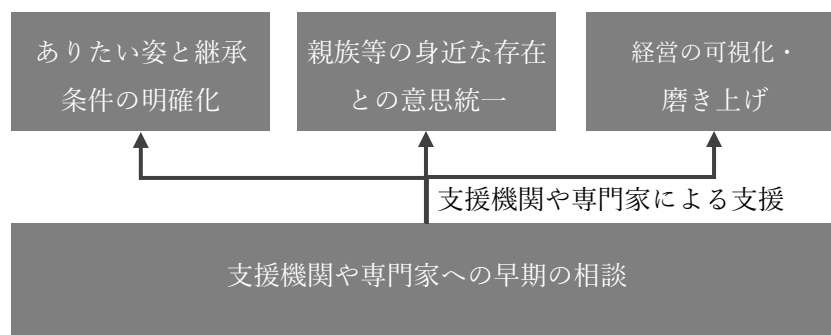 ありたい姿と継承
条件の明確化
親族等の身近な存在
との意思統一
経営の可視化・
磨き上げ
支援機関や専門家による支援
支援機関や専門家への早期の相談